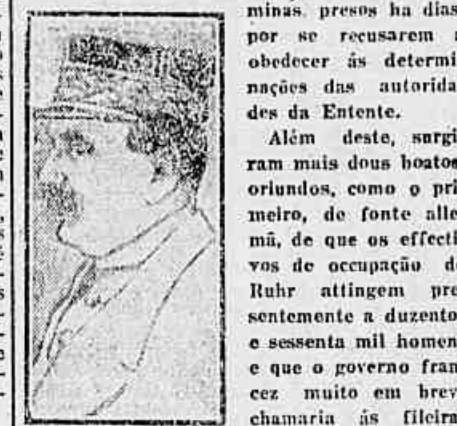 minas, presos ha dias
por se recusarem
obedecer ás determi
nações das autorida
des da Entente.
Além deste, surgi
ram mais dous boatos
oriundos, como o pri
meiro, de fonte alle
mã, de que os effecti
vos de occupação d
Ruhr attingem pre
sentemente a duzento
e sessenta mil homen
e que o governo fran
cez muito em brev
chamaria ás fileira